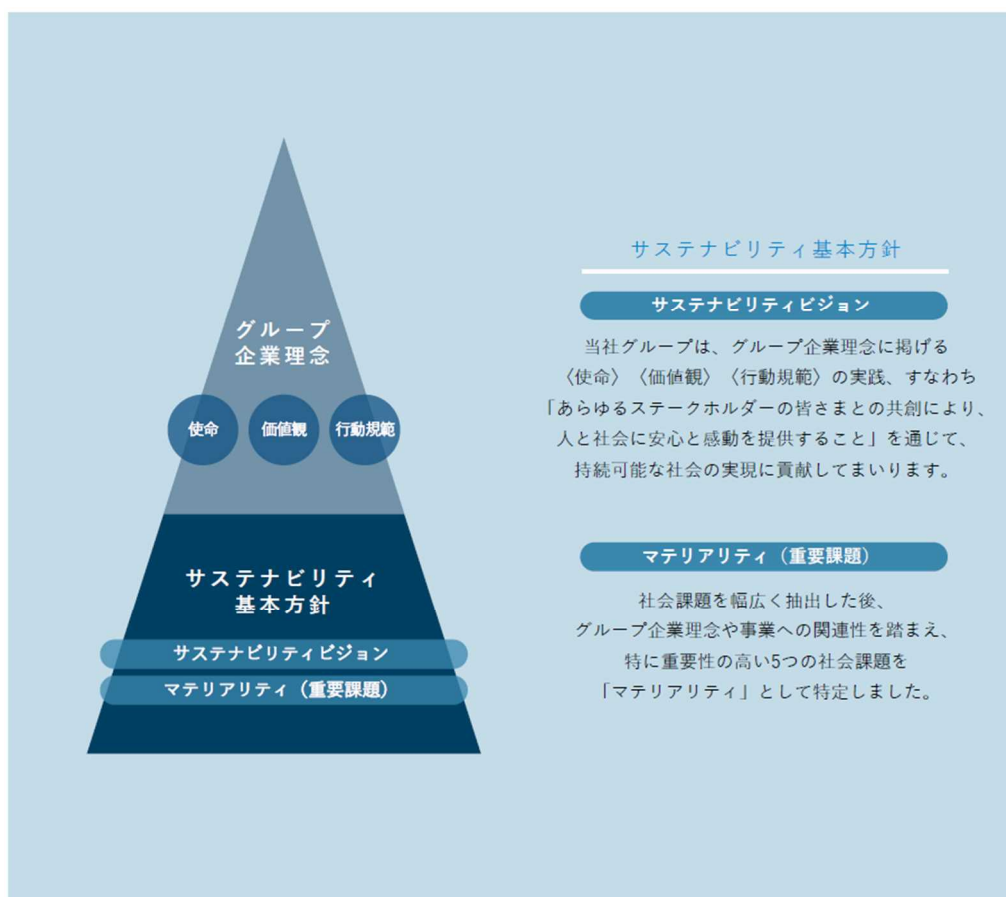 グループ
企業理念
使命
価値観
行動規範
サステナビリティ
基本方針
サステナビリティビジョン
マテリアリティ（重要課題）
サステナビリティ基本方針
サステナビリティビジョン
当社グループは、グループ企業理念に掲げる
〈使命〉〈価値観〉〈行動規範〉の実践、すなわち
「あらゆるステークホルダーの皆さまとの共創により、
人と社会に安心と感動を提供すること」を通じて、
持続可能な社会の実現に貢献してまいります。
マテリアリティ（重要課題）
社会課題を幅広く抽出した後、
グループ企業理念や事業への関連性を踏まえ、
特に重要性の高い5つの社会課題を
「マテリアリティ」として特定しました。